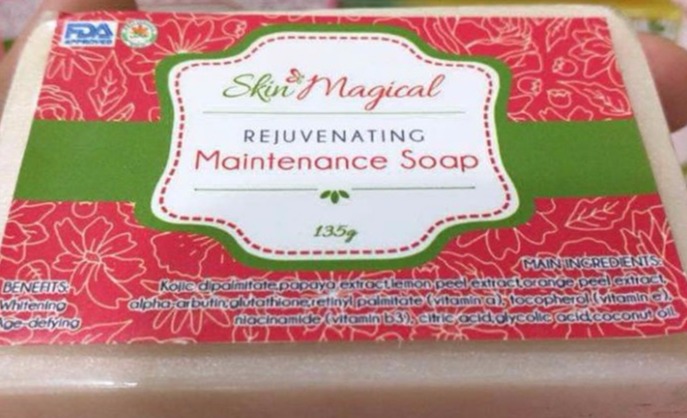 FDA
APPROVED
Skin Magical
REJUVENATING
Maintenance Soap
135g
BENEFITS:
Whitening
Age-defying
MAIN INGREDIENTS:
Kojic dipalmitate,papaya extract,lemon peel extract,orange peel extract,
alpha-arbutin,glutathione,retinyl palmitate (vitamin a), tocopherol (vitamin e),
niacinamide (vitamin b3), citric acid,glycolic acid,coconut oil